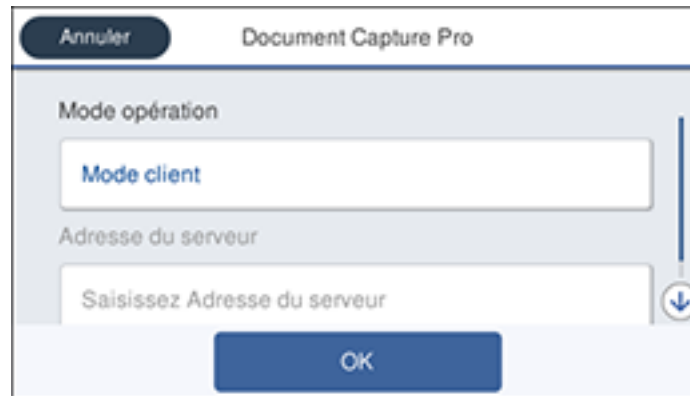 Annuler
Document Capture Pro
Mode opération
Mode client
Adresse du serveur
Saisissez Adresse du serveur
OK